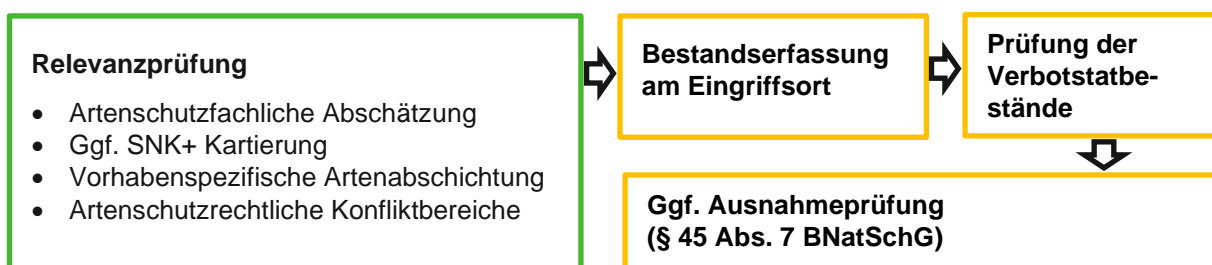 Relevanzprüfung
• Artenschutzfachliche Abschätzung
• Ggf. SNK+ Kartierung
• Vorhabenspezifische Artenabschichtung
• Artenschutzrechtliche Konfliktbereiche
Bestandserfassung
am Eingriffsort
Prüfung der
Verbotstatbe-
stände
Ggf. Ausnahmeprüfung
(§ 45 Abs. 7 BNatSchG)